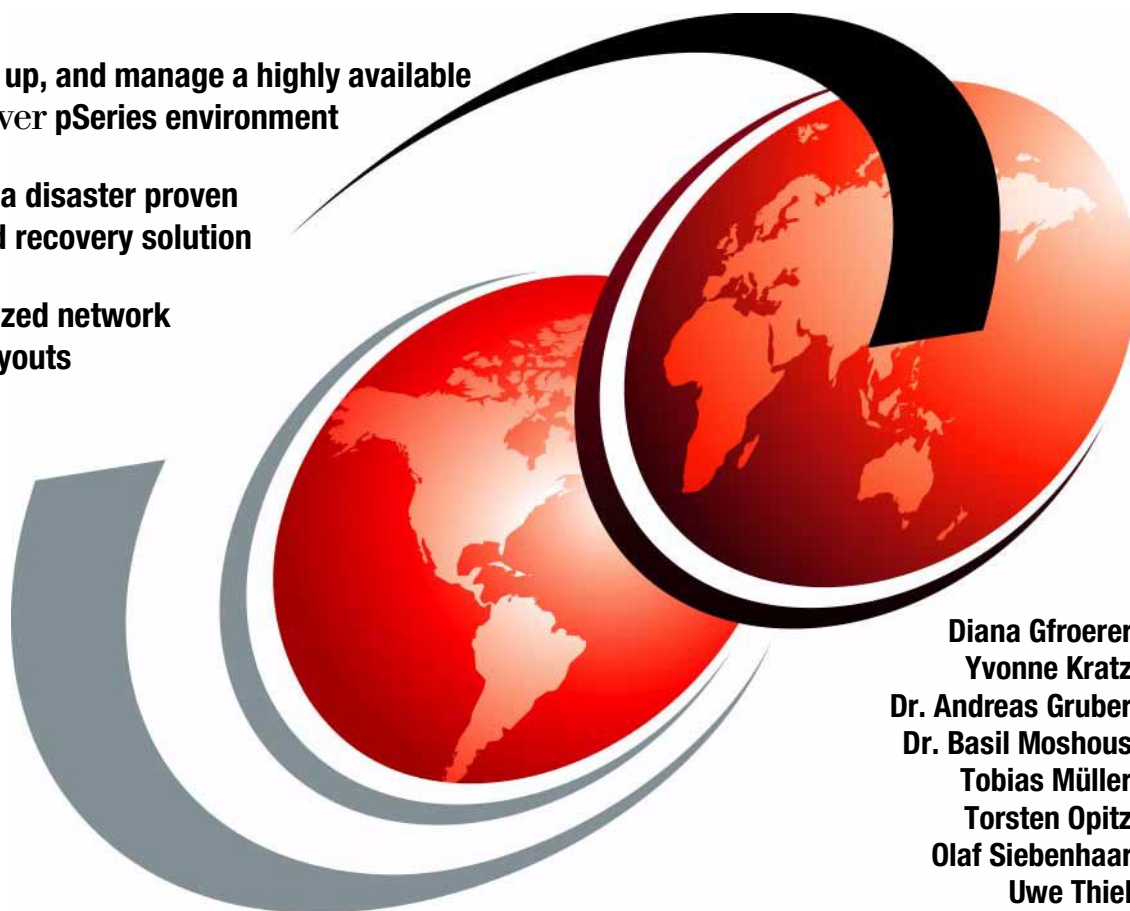 up, and manage a highly available
ver pSeries environment
a disaster proven
d recovery solution
zed network
youts
Diana Gfroerer
Yvonne Kratz
Dr. Andreas Gruber
Dr. Basil Moshous
Tobias Müller
Torsten Opitz
Olaf Siebenhaar
Uwe Thiel